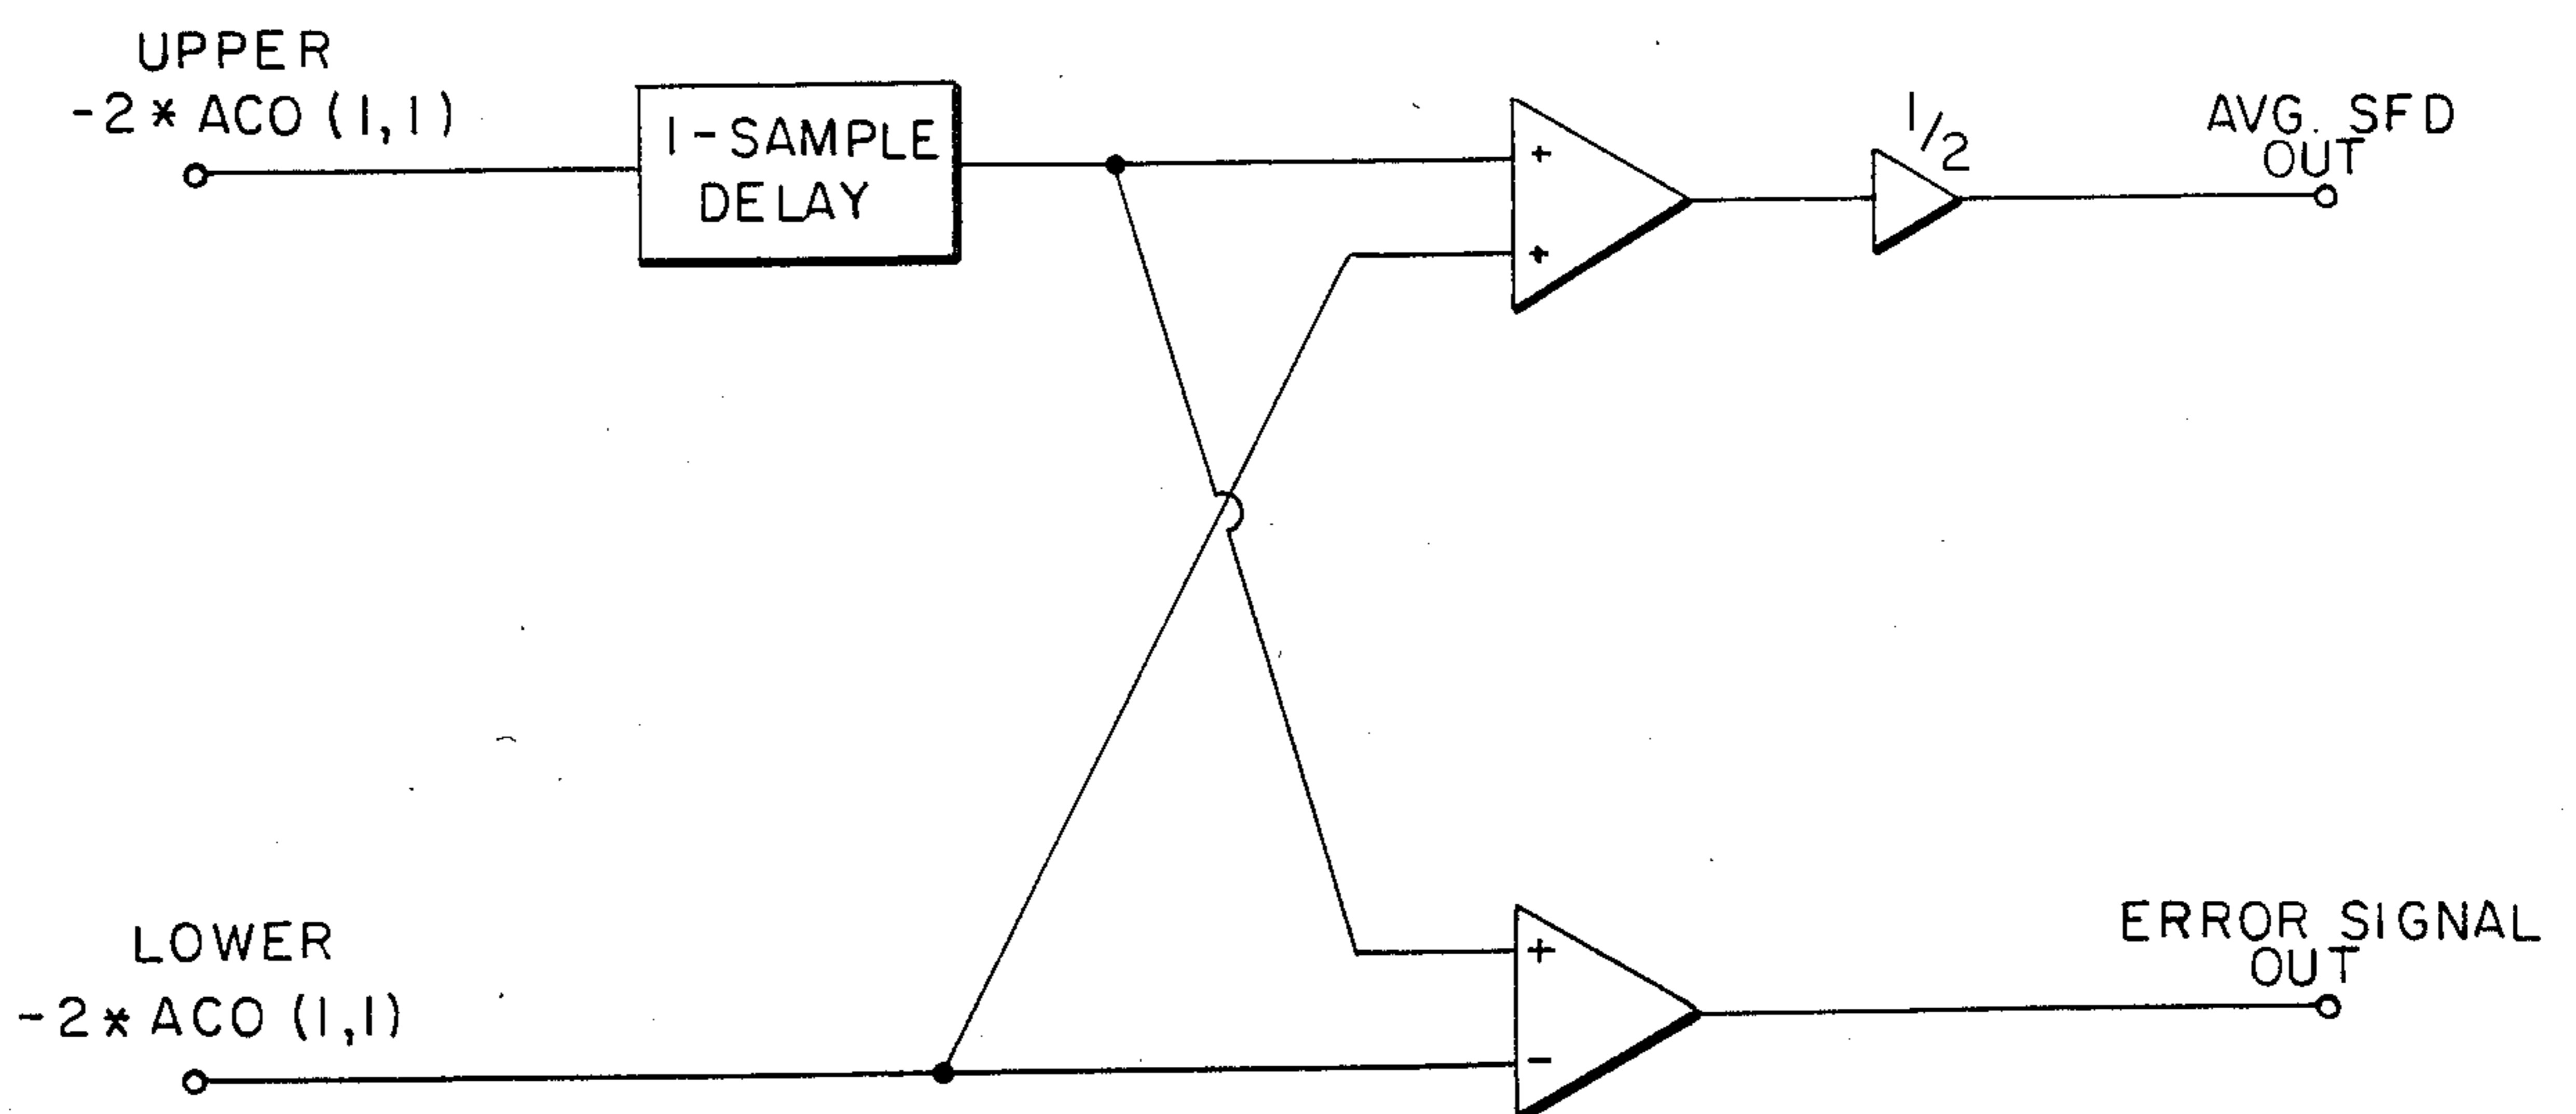 UPPER
-2 * ACO (1,1)
1-SAMPLE
DELAY
+
+
1/2
AVG. SFD
OUT
LOWER
-2 * ACO (1,1)
+
-
ERROR SIGNAL
OUT